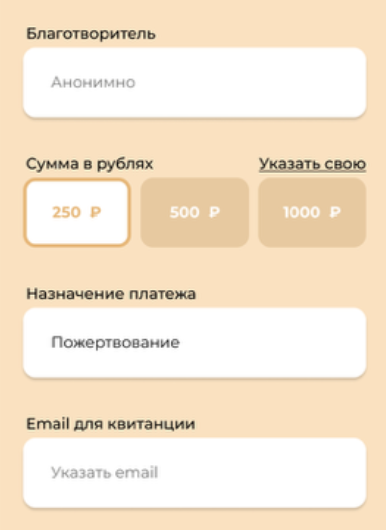 Благотворитель
Анонимно
Сумма в рублях Указать свою
250 ₽ 500 ₽ 1000 ₽
Назначение платежа
Пожертвование
Email для квитанции
Указать email